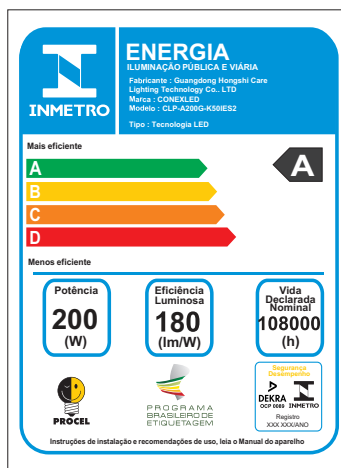 INMETRO
ENERGIA
ILUMINAÇÃO PÚBLICA E VIÁRIA
Fabricante : Guangdong Hongshi Care
Lighting Technology Co.. LTD
Marca : CONEXLED
Modelo : CLP-A200G-K50IES2
Tipo : Tecnologia LED
Mais eficiente
A
A
B
C
D
Menos eficiente
Potência
200
(W)
Eficiência
Luminosa
180
(lm/W)
Vida
Declarada
Nominal
108000
(h)
PROCEL
PROGRAMA
BRASILEIRO DE
ETIQUETAGEM
Segurança
Desempenho
DEKRA
OCP 0089
INMETRO
Registro
XXX XXX/ANO
Instruções de instalação e recomendações de uso, leia o Manual do aparelho